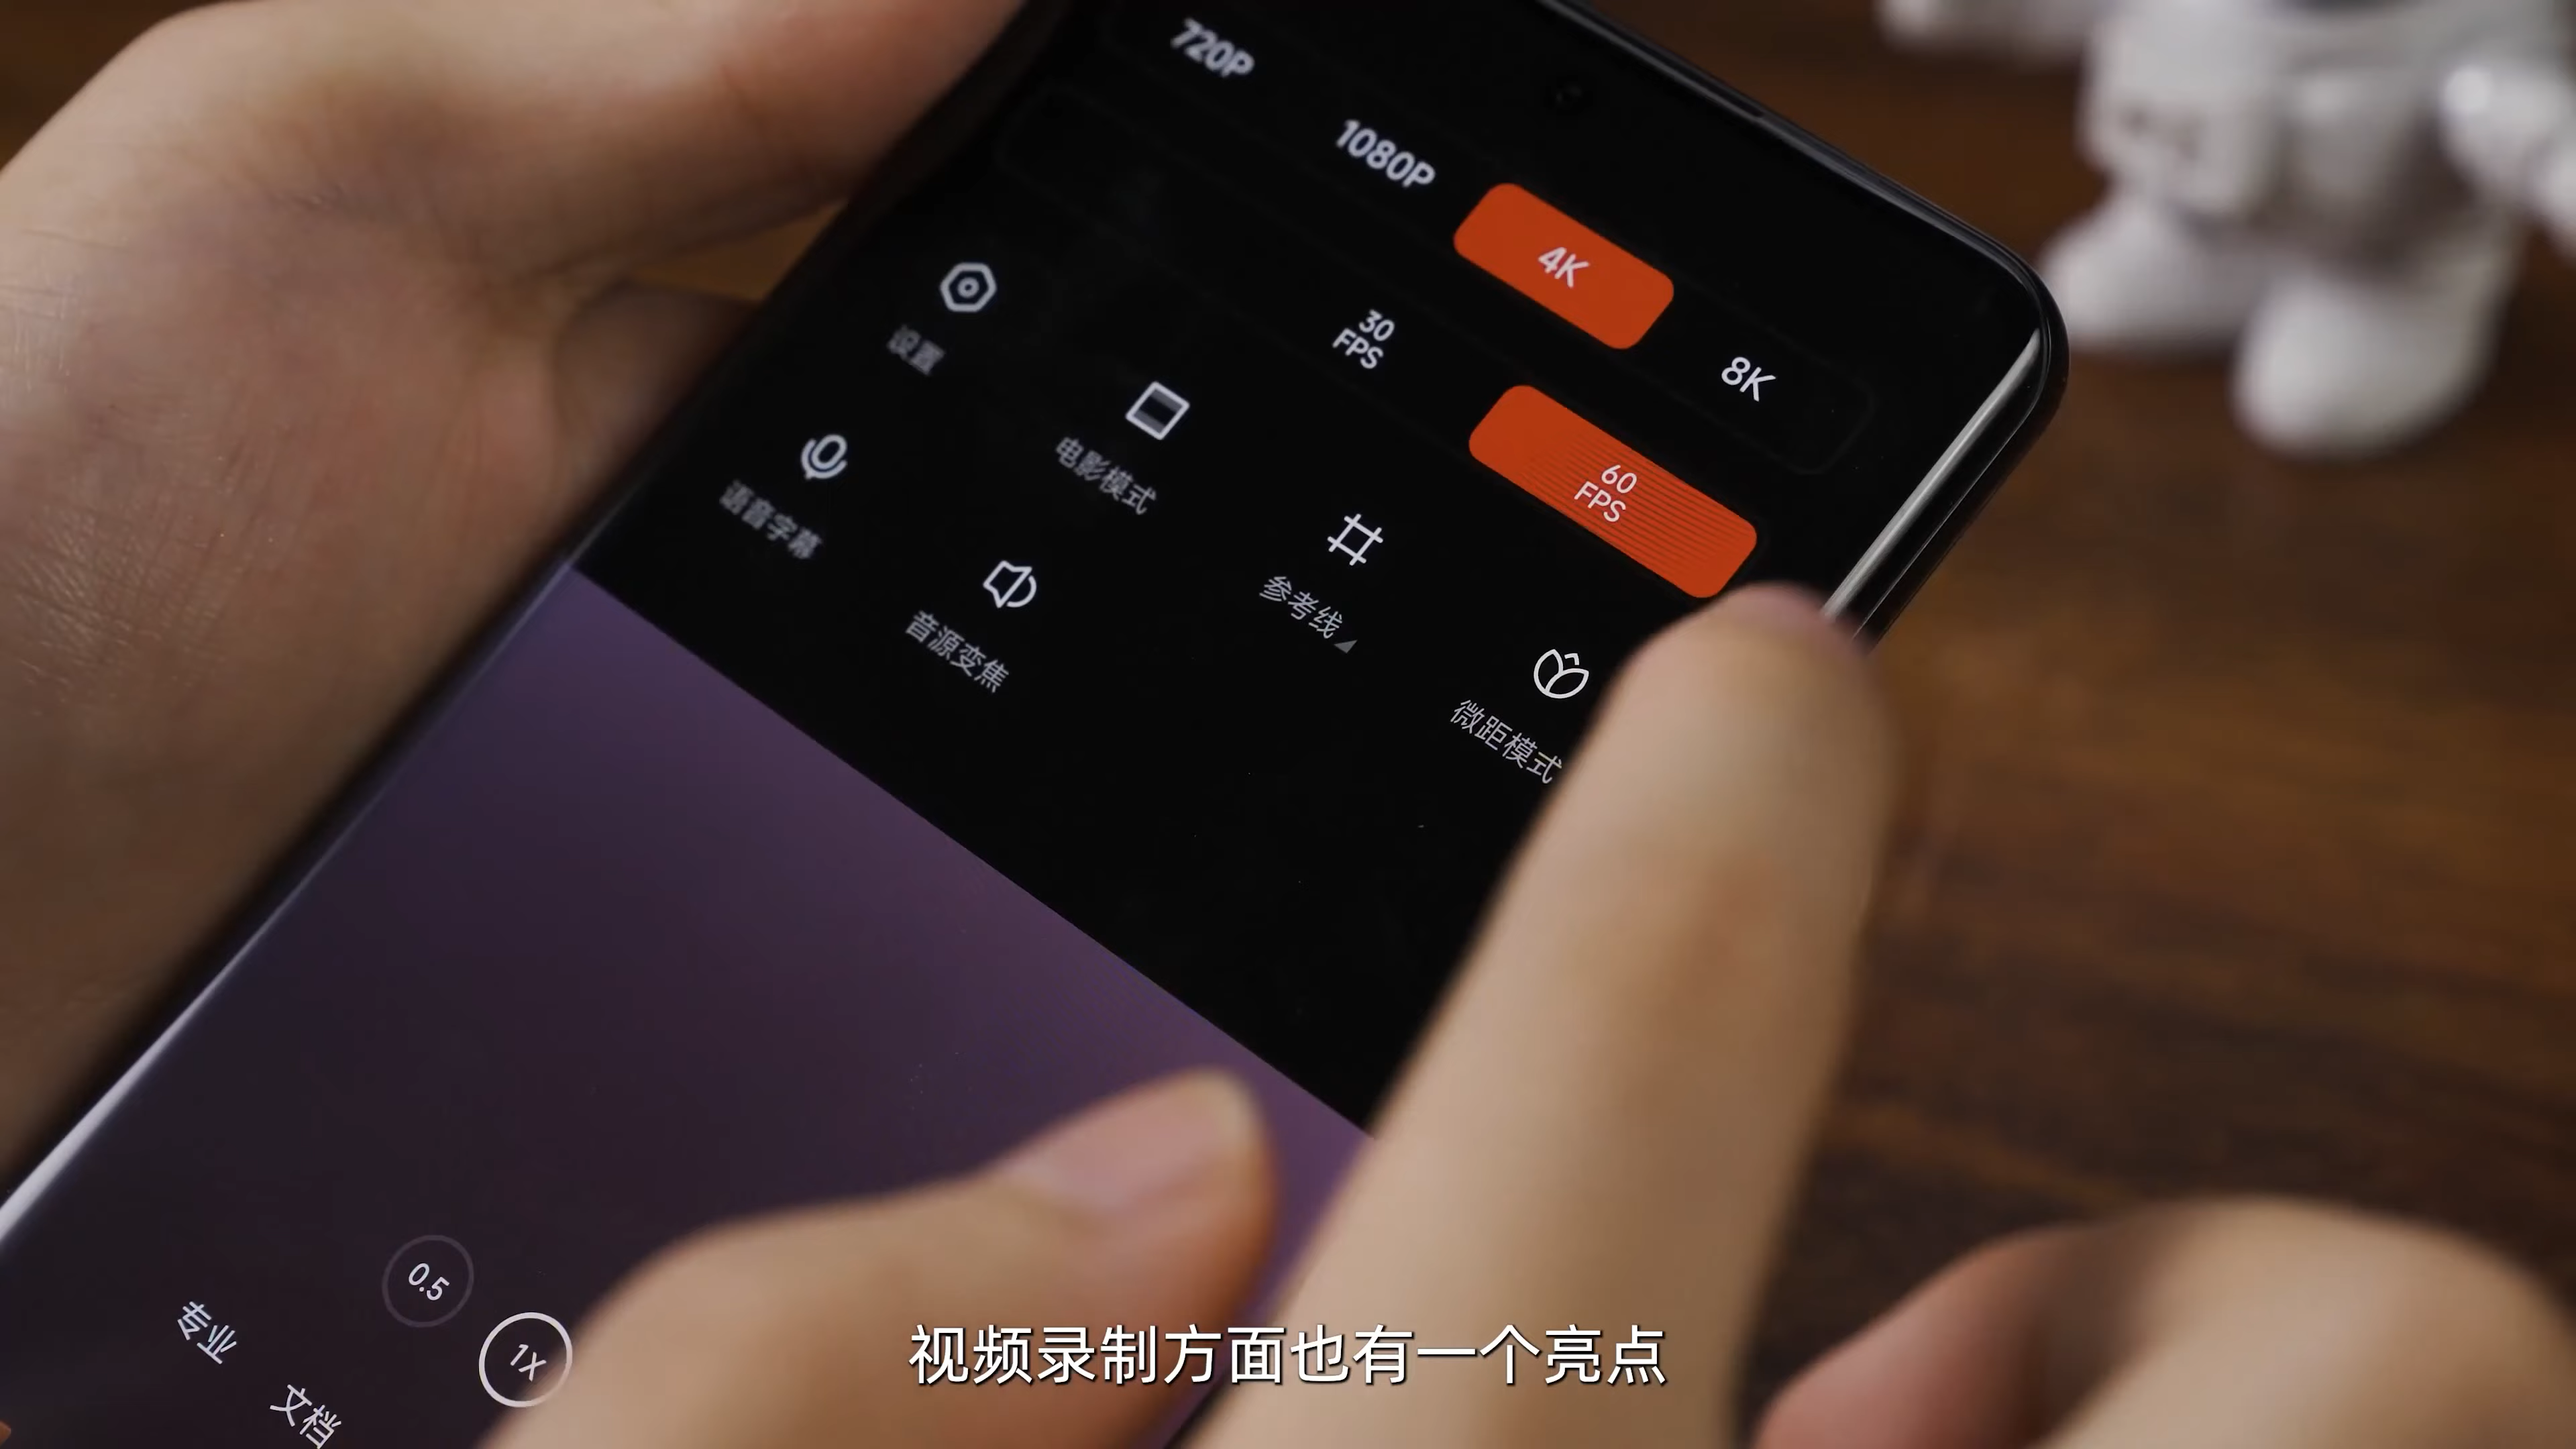 720P
1080P
4K
8K
30
FPS
60
FPS
设置
电影模式
参考线
微距模式
语音字幕
音源变焦
0.5
1X
专业
文档
视频录制方面也有一个亮点